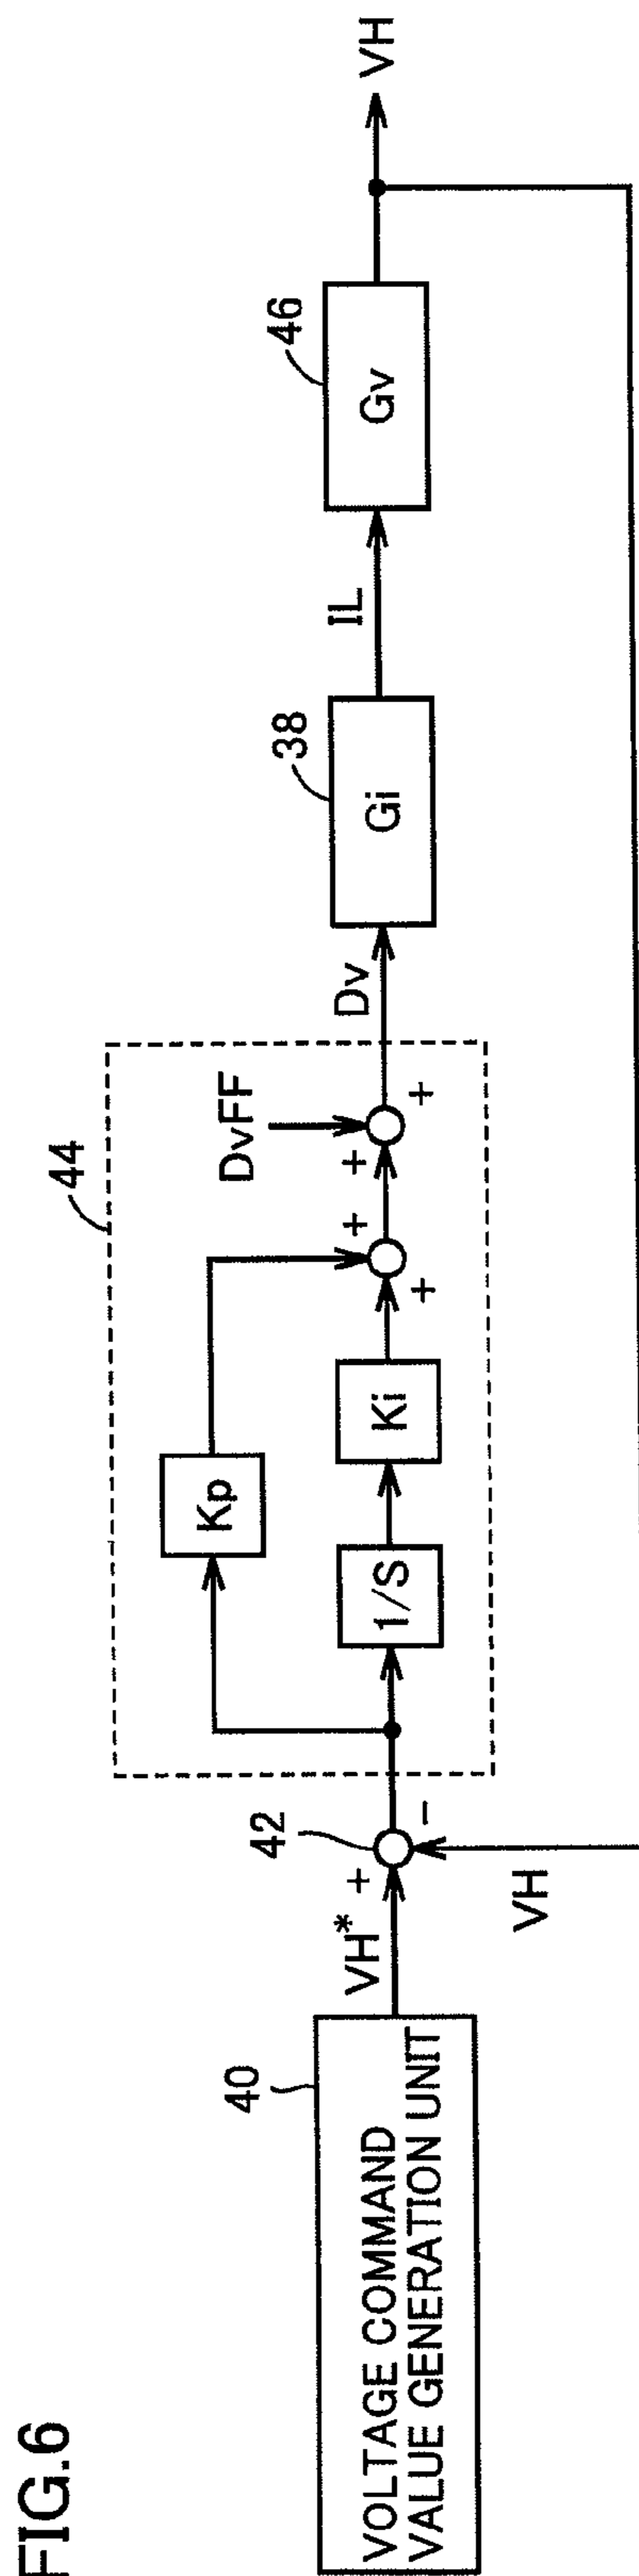 FIG.6
40
VOLTAGE COMMAND
VALUE GENERATION UNIT
VH*
+
42
−
VH
44
Kp
1/S
Ki
+
+
DvFF
+
+
Dv
38
Gi
IL
46
Gv
VH